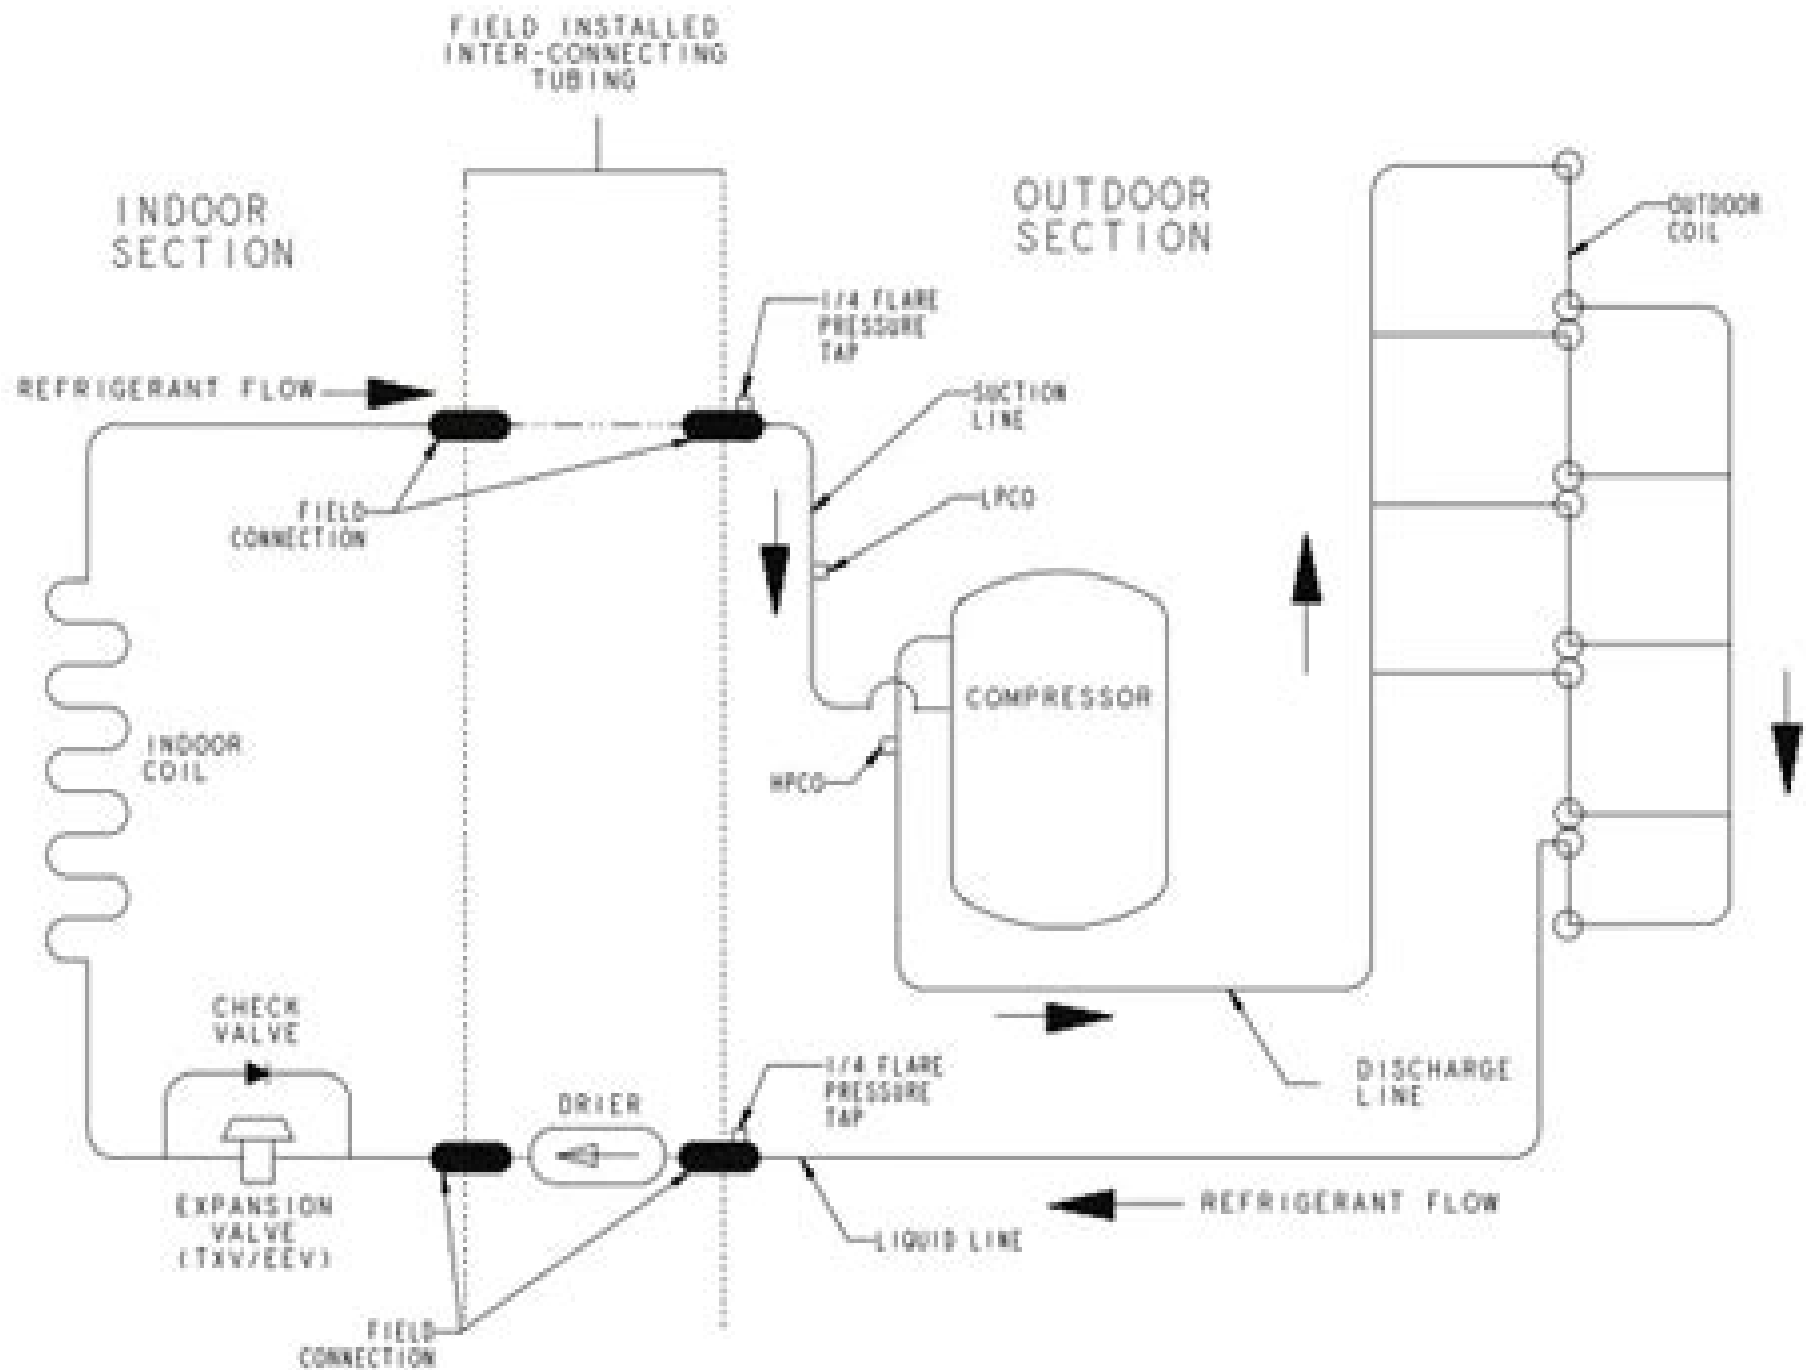 FIELD INSTALLED
INTER-CONNECTING
TUBING
INDOOR
SECTION
OUTDOOR
SECTION
OUTDOOR
COIL
1/4 FLARE
PRESSURE
TAP
REFRIGERANT FLOW
SUCTION
LINE
FIELD
CONNECTION
LPCO
COMPRESSOR
INDOOR
COIL
HPCO
CHECK
VALVE
1/4 FLARE
PRESSURE
TAP
DISCHARGE
LINE
DRIER
EXPANSION
VALVE
(TXV/EEV)
REFRIGERANT FLOW
LIQUID LINE
FIELD
CONNECTION